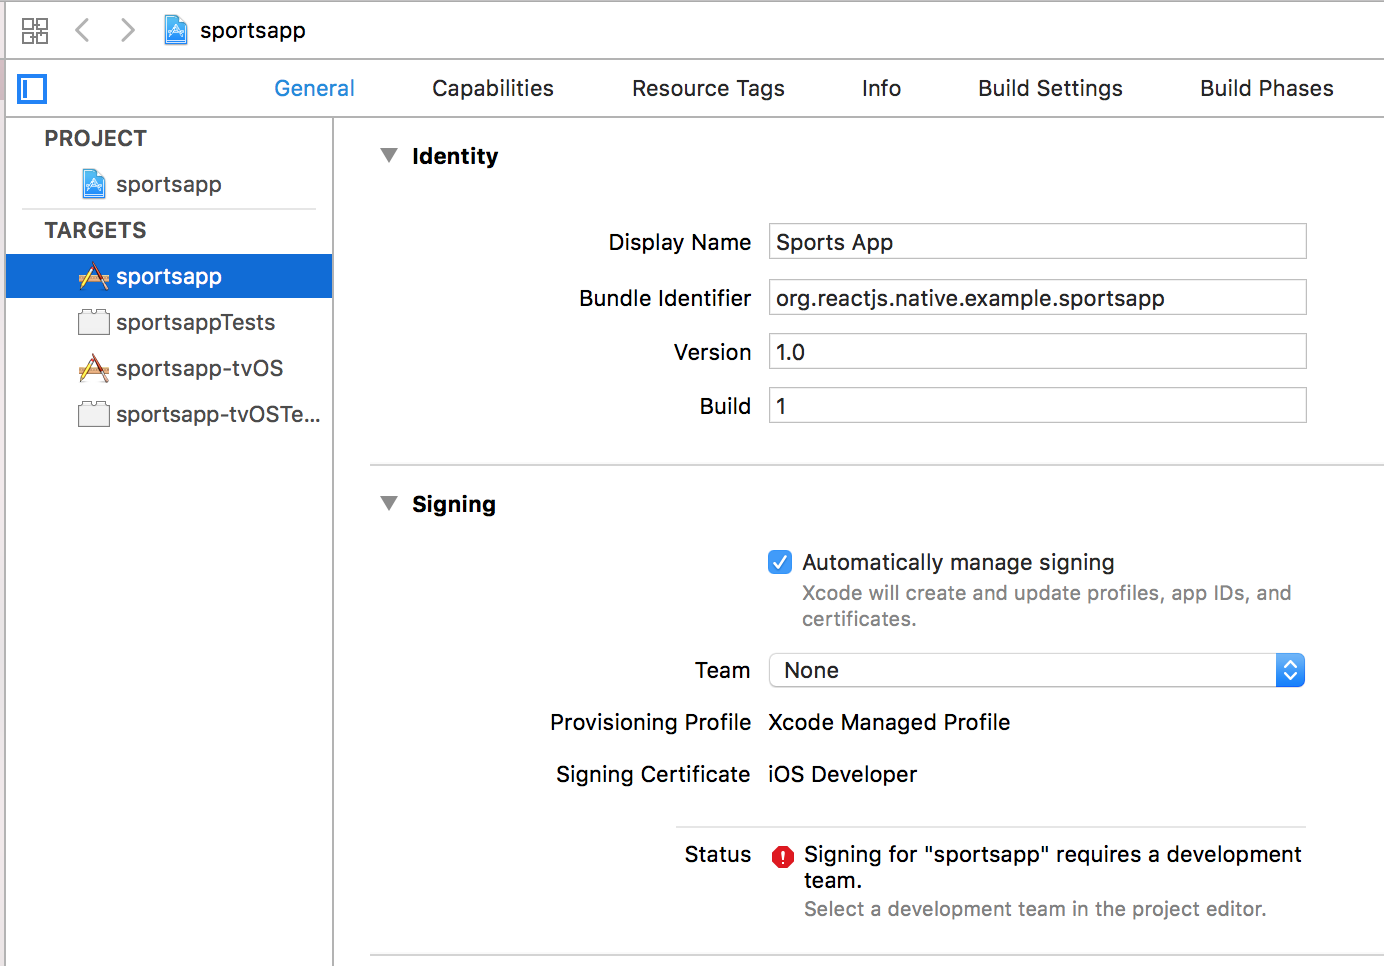 sportsapp
General Capabilities Resource Tags Info Build Settings Build Phases
PROJECT
sportsapp
TARGETS
sportsapp
sportsappTests
sportsapp-tvOS
sportsapp-tvOSTe...
Identity
Display Name Sports App
Bundle Identifier org.reactjs.native.example.sportsapp
Version 1.0
Build 1
Signing
Automatically manage signing
Xcode will create and update profiles, app IDs, and
certificates.
Team None
Provisioning Profile Xcode Managed Profile
Signing Certificate iOS Developer
Status Signing for "sportsapp" requires a development
team.
Select a development team in the project editor.